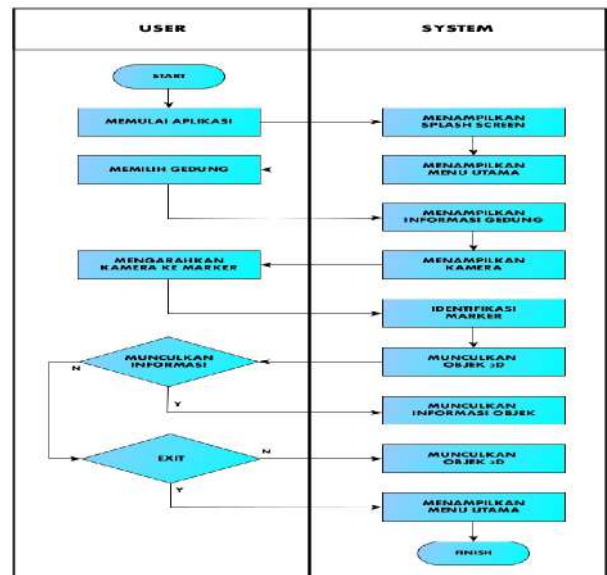 USER
SYSTEM
START
MEMULAI APLIKASI
MENAMPILKAN
SPLASH SCREEN
MEMILIH GEDUNG
MENAMPILKAN
MENU UTAMA
MENAMPILKAN
INFORMASI GEDUNG
MENGARAHKAN
KAMERA KE MARKER
MENAMPILKAN
KAMERA
IDENTIFIKASI
MARKER
MUNCULKAN
INFORMASI
N
Y
MUNCULKAN
OBJEK 3D
MUNCULKAN
INFORMASI OBJEK
EXIT
N
Y
MUNCULKAN
OBJEK 3D
MENAMPILKAN
MENU UTAMA
FINISH